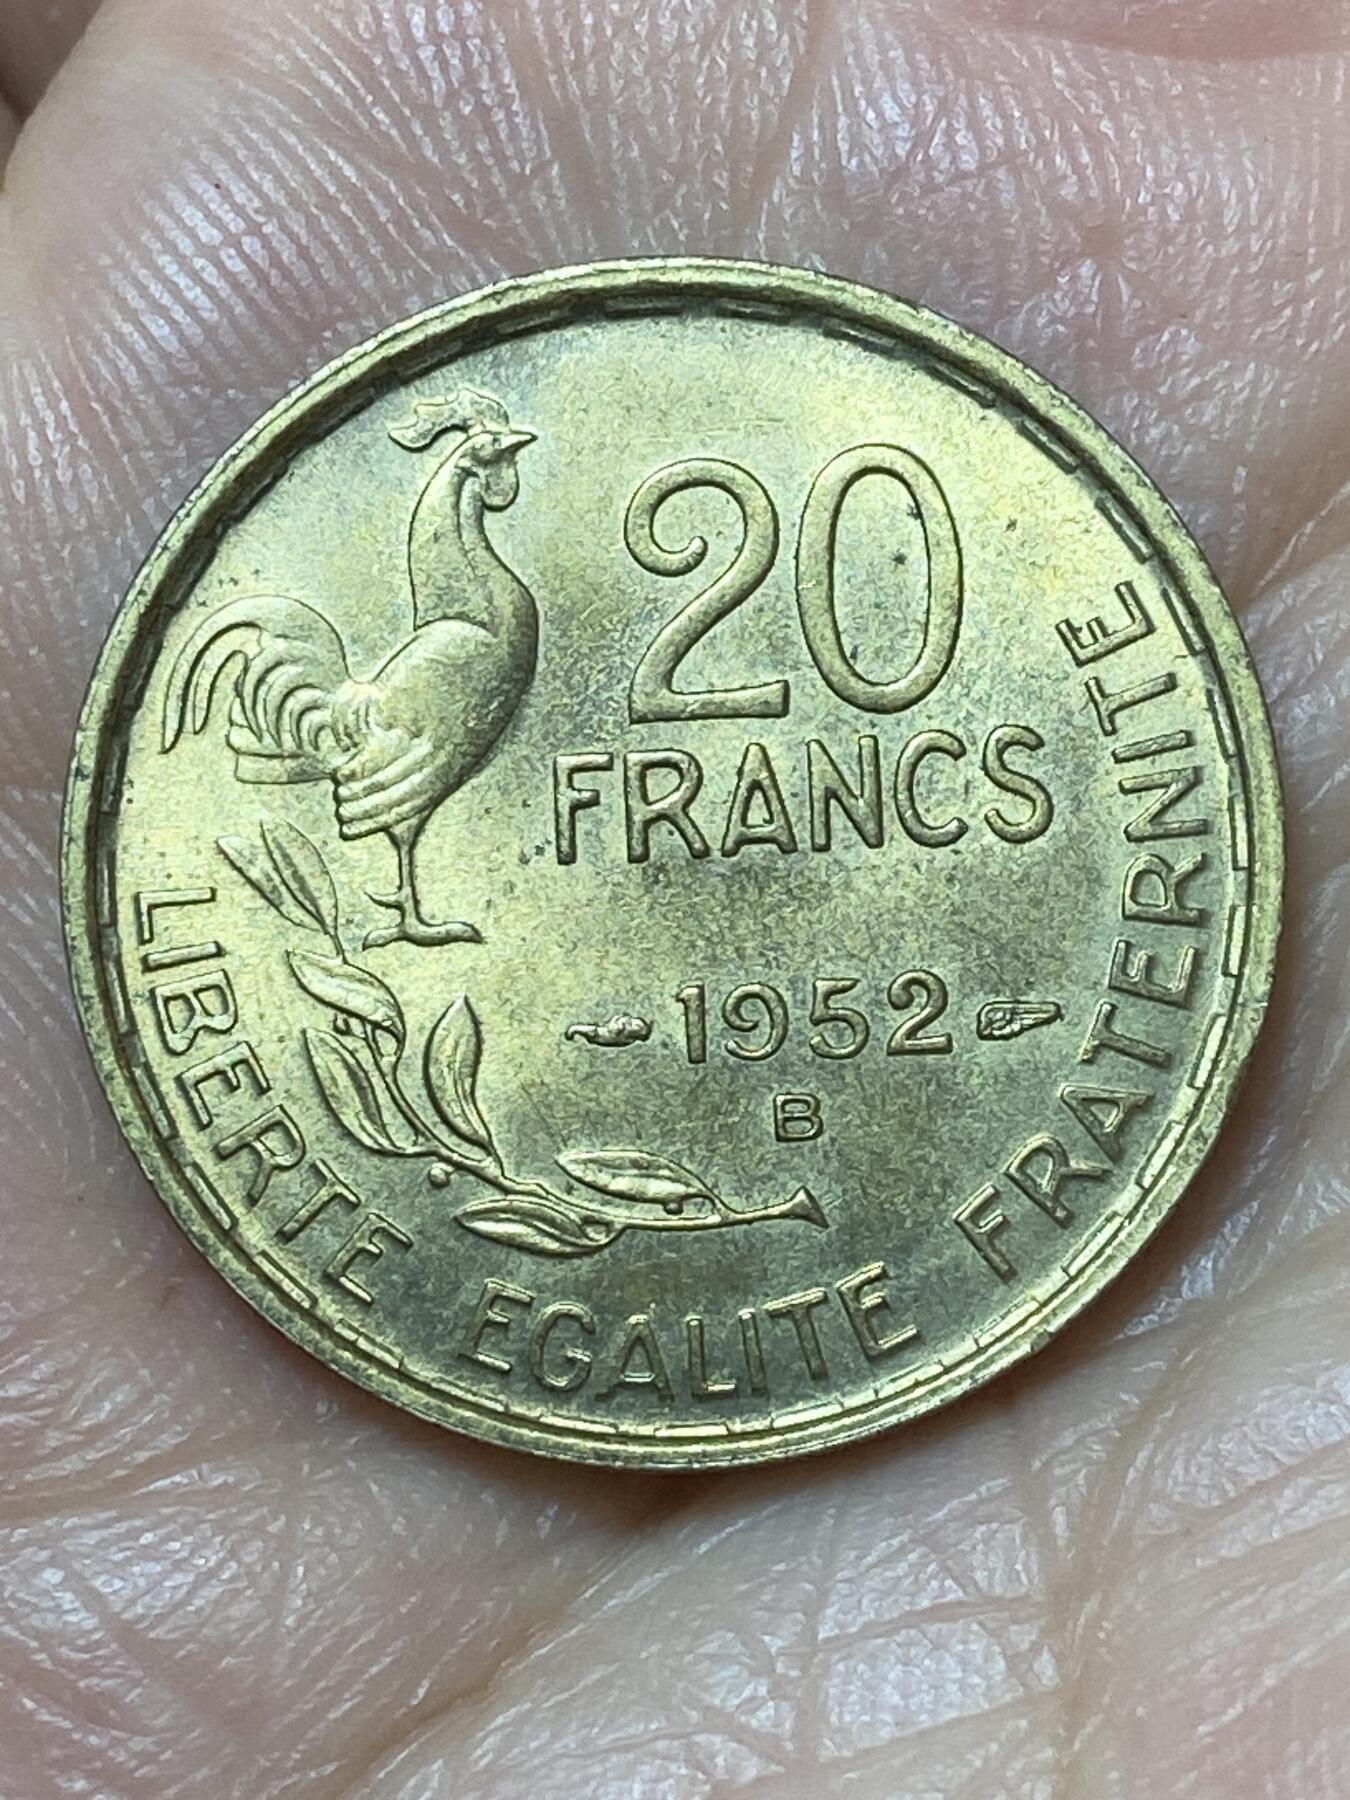 20
FRANCS
1952
B
LIBERTE EGALITE FRATERNITE